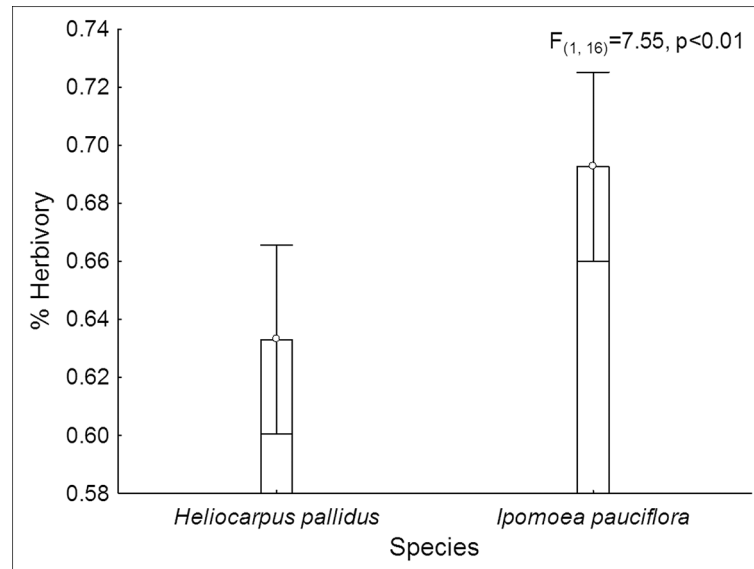 F(1, 16)=7.55, p<0.01
% Herbivory
0.74
0.72
0.70
0.68
0.66
0.64
0.62
0.60
0.58
Heliocarpus pallidus Ipomoea pauciflora
Species